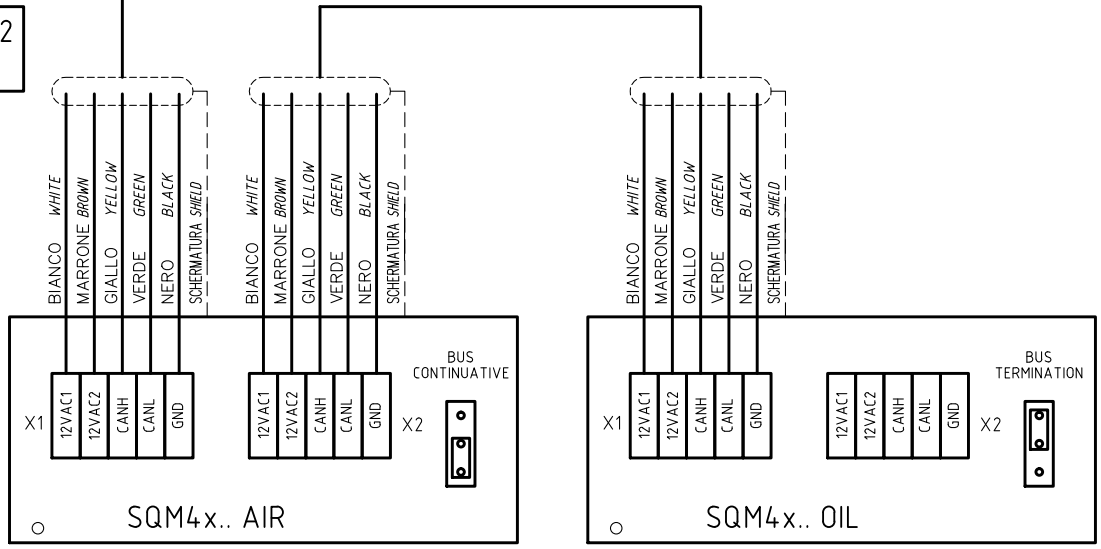 2
BIANCO WHITE
MARRONE BROWN
GIALLO YELLOW
VERDE GREEN
NERO BLACK
SCHERMATURA SHIELD
BIANCO WHITE
MARRONE BROWN
GIALLO YELLOW
VERDE GREEN
NERO BLACK
SCHERMATURA SHIELD
BIANCO WHITE
MARRONE BROWN
GIALLO YELLOW
VERDE GREEN
NERO BLACK
SCHERMATURA SHIELD
X1
12VAC1
12VAC2
CANH
CANL
GND
12VAC1
12VAC2
CANH
CANL
GND
X2
BUS
CONTINUATIVE
SQM4x.. AIR
X1
12VAC1
12VAC2
CANH
CANL
GND
12VAC1
12VAC2
CANH
CANL
GND
X2
BUS
TERMINATION
SQM4x.. OIL